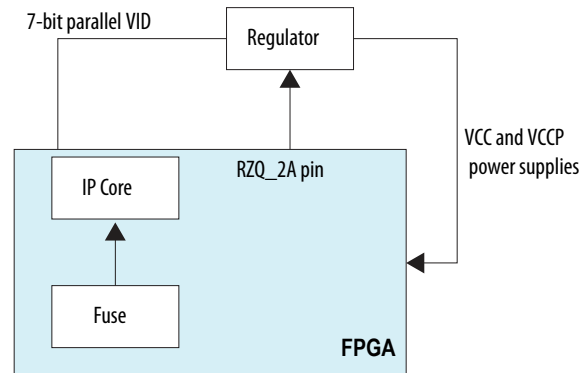 7-bit parallel VID
Regulator
VCC and VCCP
power supplies
RZQ_2A pin
IP Core
Fuse
FPGA